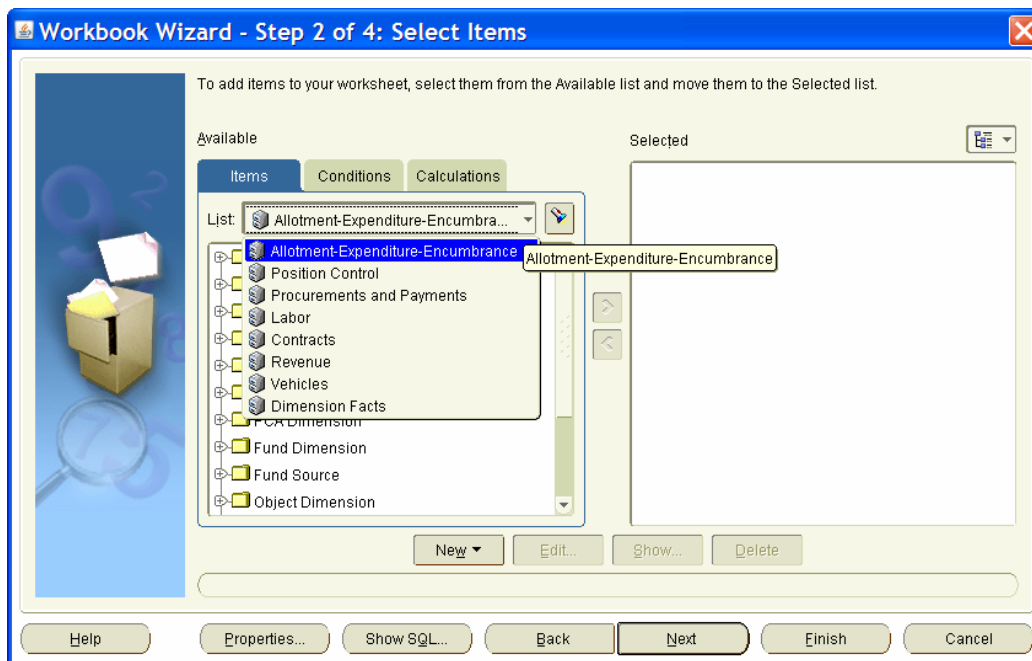 Workbook Wizard - Step 2 of 4: Select Items
To add items to your worksheet, select them from the Available list and move them to the Selected list.
Available
Selected
Items Conditions Calculations
List: Allotment-Expenditure-Encumbra...
Allotment-Expenditure-Encumbrance
Allotment-Expenditure-Encumbrance
Position Control
Procurements and Payments
Labor
Contracts
Revenue
Vehicles
Dimension Facts
PCA Dimension
Fund Dimension
Fund Source
Object Dimension
New Edit... Show... Delete
Help Properties... Show SQL... Back Next Finish Cancel